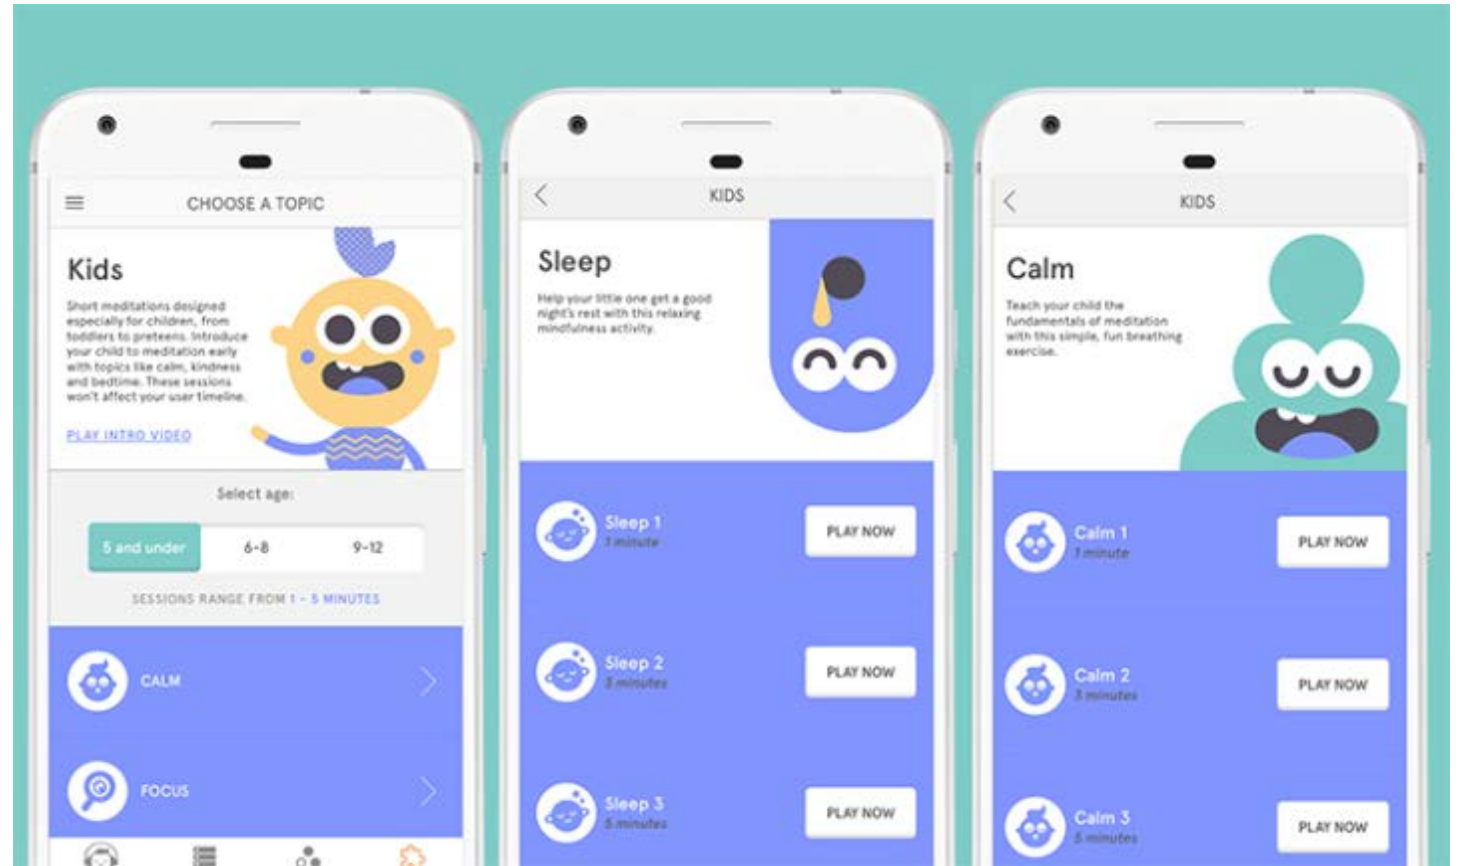 CHOOSE A TOPIC
Kids
Short meditations designed
especially for children, from
toddlers to preteens. Introduce
your child to meditation early
with topics like calm, kindness
and bedtime. These sessions
won't affect your user timeline.
PLAY INTRO VIDEO
Select age:
5 and under
6-8
9-12
SESSIONS RANGE FROM 1 - 5 MINUTES
CALM
FOCUS
KIDS
Sleep
Help your little one get a good
night's rest with this relaxing
mindfulness activity.
Sleep 1
1 minute
PLAY NOW
Sleep 2
3 minutes
PLAY NOW
Sleep 3
5 minutes
PLAY NOW
KIDS
Calm
Teach your child the
fundamentals of meditation
with this simple, fun breathing
exercise.
Calm 1
1 minute
PLAY NOW
Calm 2
3 minutes
PLAY NOW
Calm 3
5 minutes
PLAY NOW